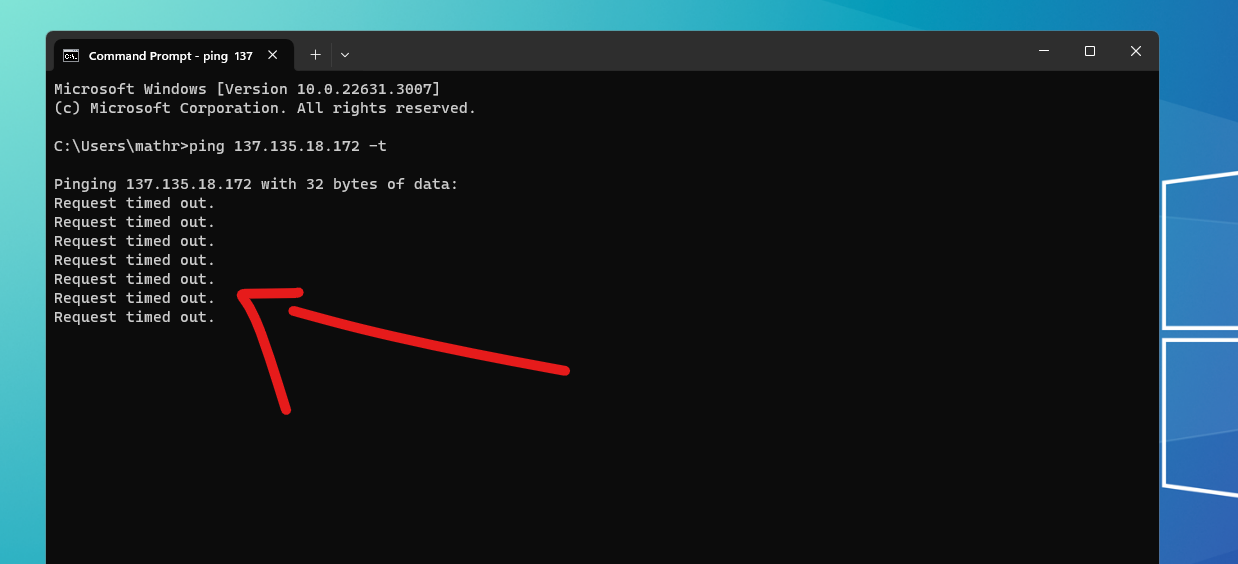 Command Prompt - ping 137
Microsoft Windows [Version 10.0.22631.3007]
(c) Microsoft Corporation. All rights reserved.
C:\Users\mathr>ping 137.135.18.172 -t
Pinging 137.135.18.172 with 32 bytes of data:
Request timed out.
Request timed out.
Request timed out.
Request timed out.
Request timed out.
Request timed out.
Request timed out.